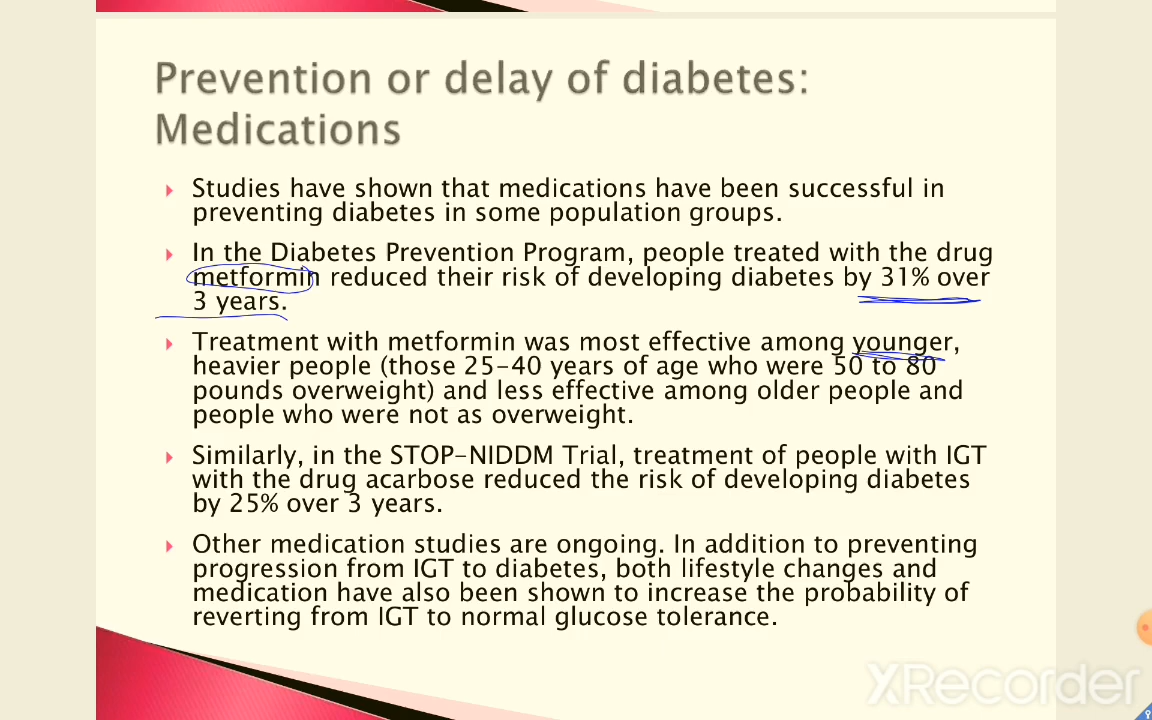 Prevention or delay of diabetes:
Medications
Studies have shown that medications have been successful in
preventing diabetes in some population groups.
In the Diabetes Prevention Program, people treated with the drug
metformin reduced their risk of developing diabetes by 31% over
3 years.
Treatment with metformin was most effective among younger,
heavier people (those 25-40 years of age who were 50 to 80
pounds overweight) and less effective among older people and
people who were not as overweight.
Similarly, in the STOP-NIDDM Trial, treatment of people with IGT
with the drug acarbose reduced the risk of developing diabetes
by 25% over 3 years.
Other medication studies are ongoing. In addition to preventing
progression from IGT to diabetes, both lifestyle changes and
medication have also been shown to increase the probability of
reverting from IGT to normal glucose tolerance.
XRecorder